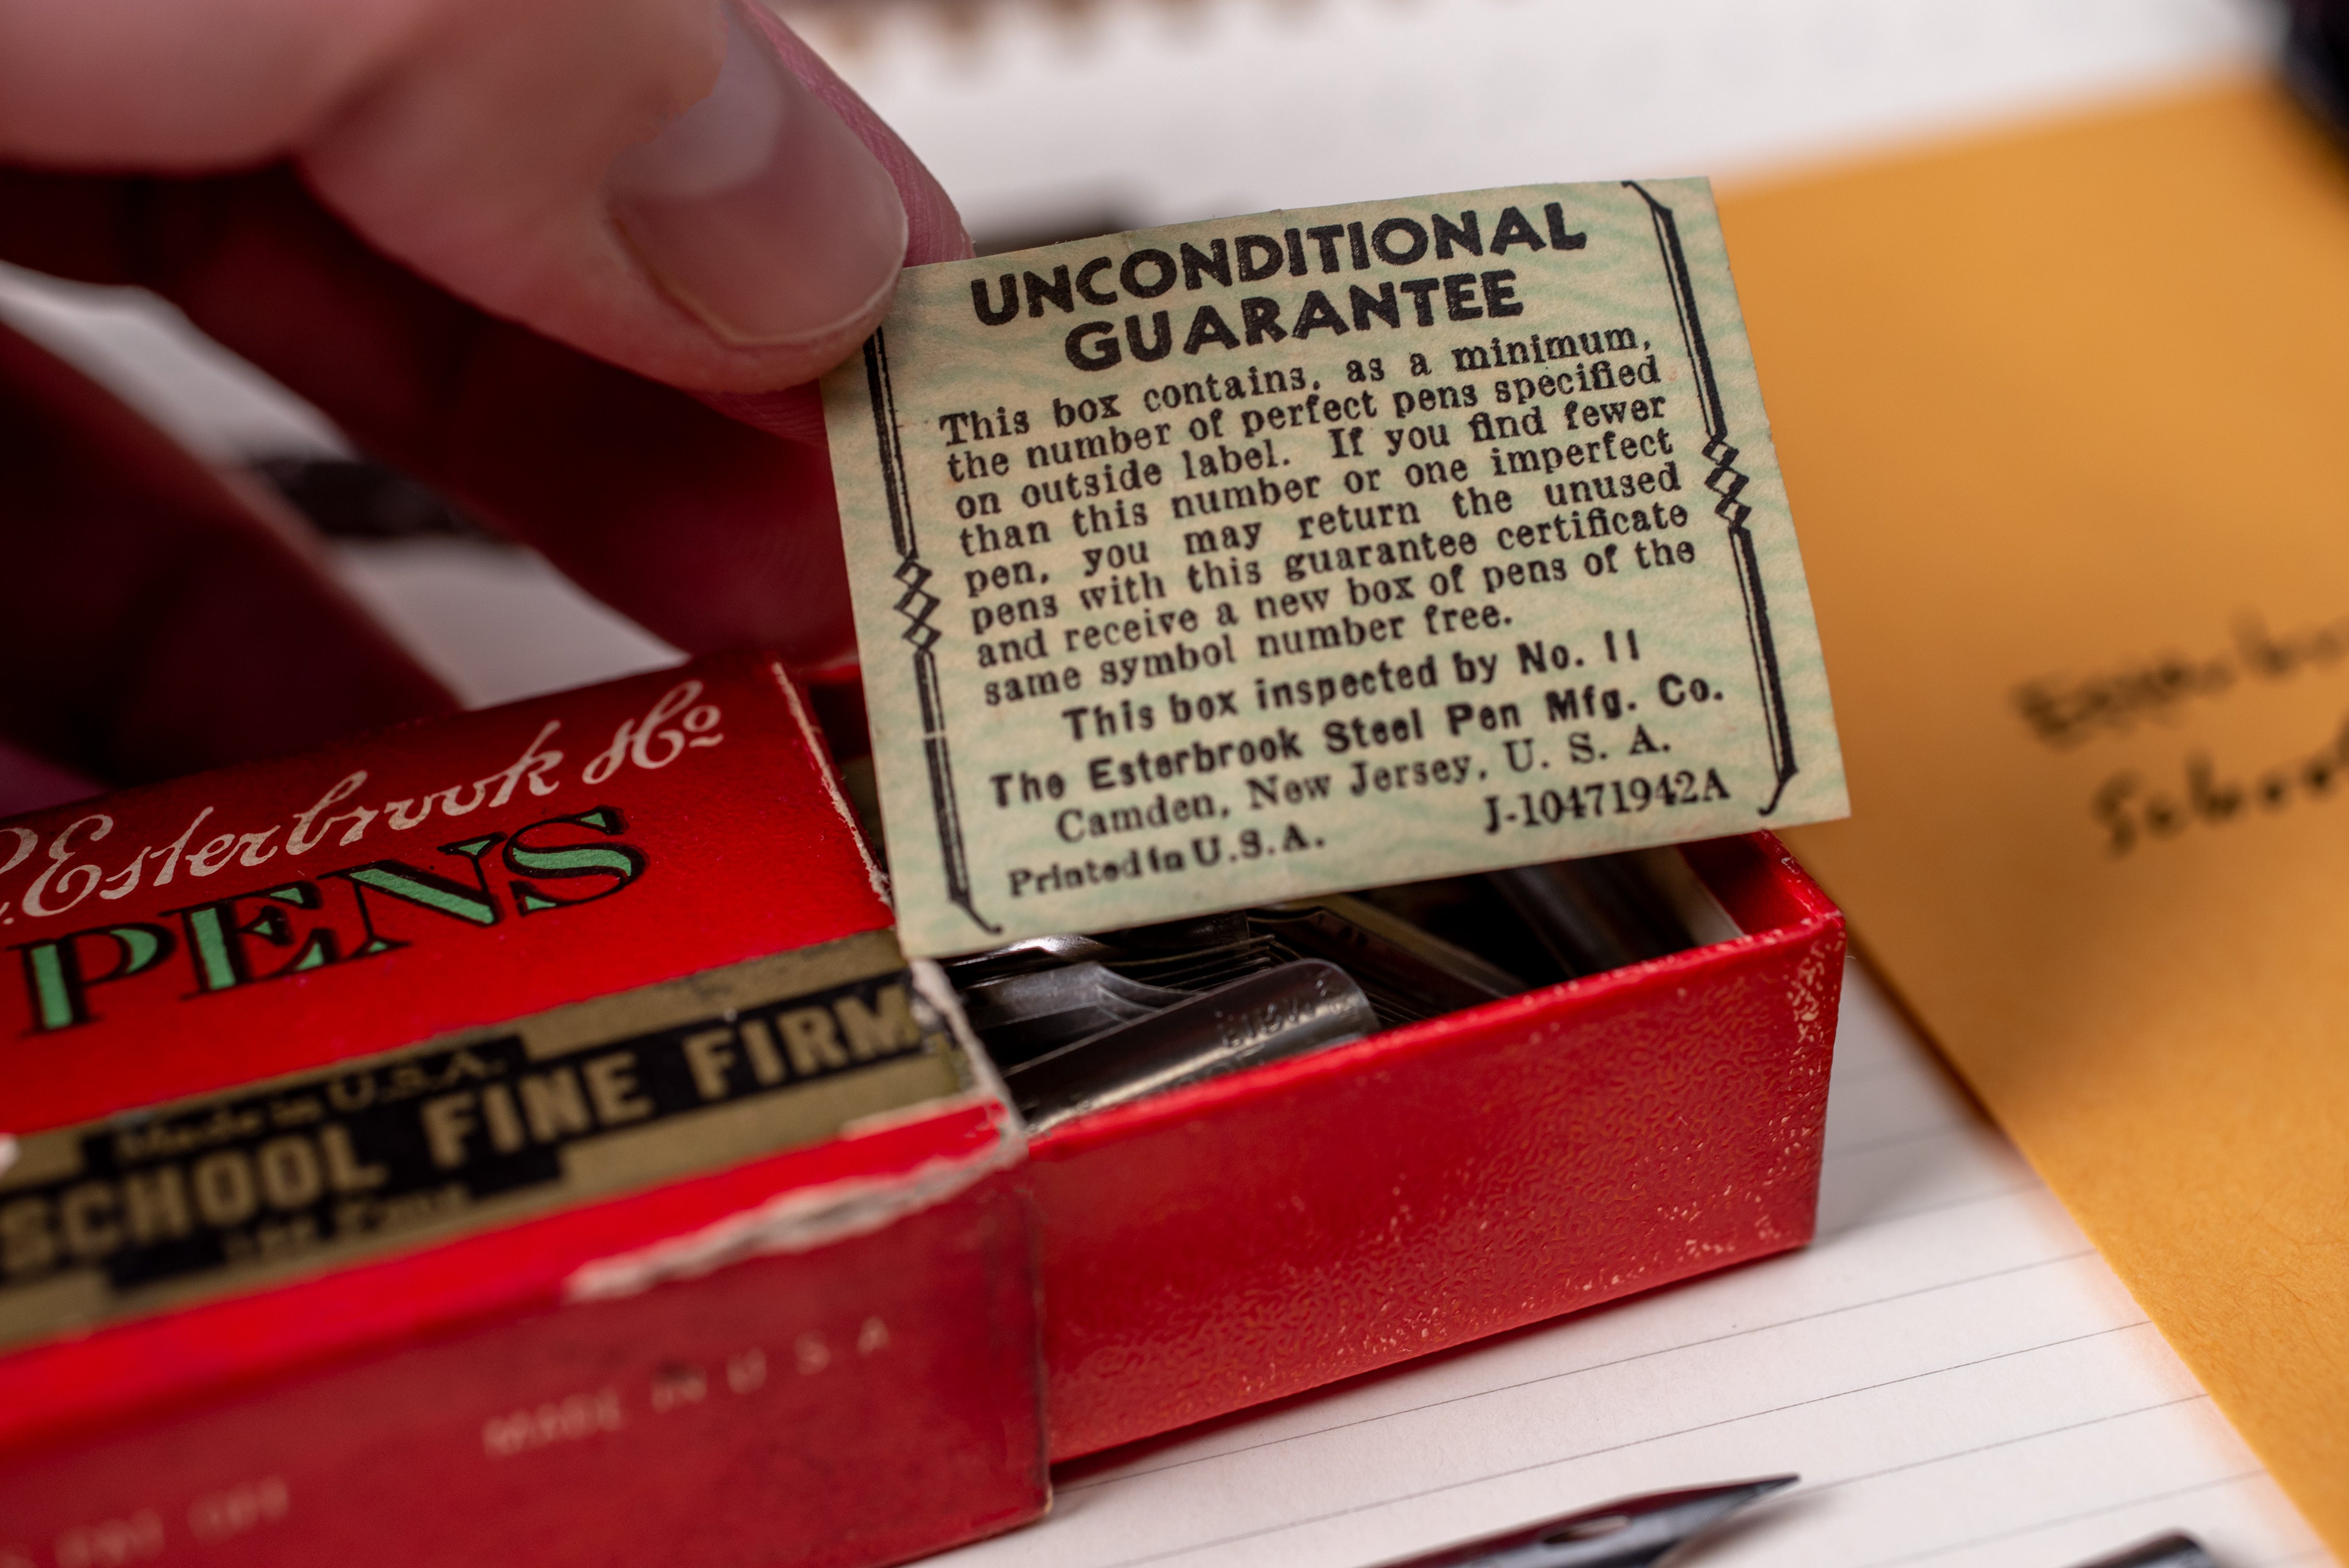 UNCONDITIONAL
GUARANTEE
This box contains, as a minimum,
the number of perfect pens specified
on outside label. If you find fewer
than this number or one imperfect
pen, you may return the unused
pens with this guarantee certificate
and receive a new box of pens of the
same symbol number free.
This box inspected by No. 11
The Esterbrook Steel Pen Mfg. Co.
Camden, New Jersey, U. S. A.
Printed in U.S.A. J-10471942A
Esterbrook &Co
PENS
Made in U.S.A.
SCHOOL FINE FIRM
MADE IN U S A
PAT OFF
School